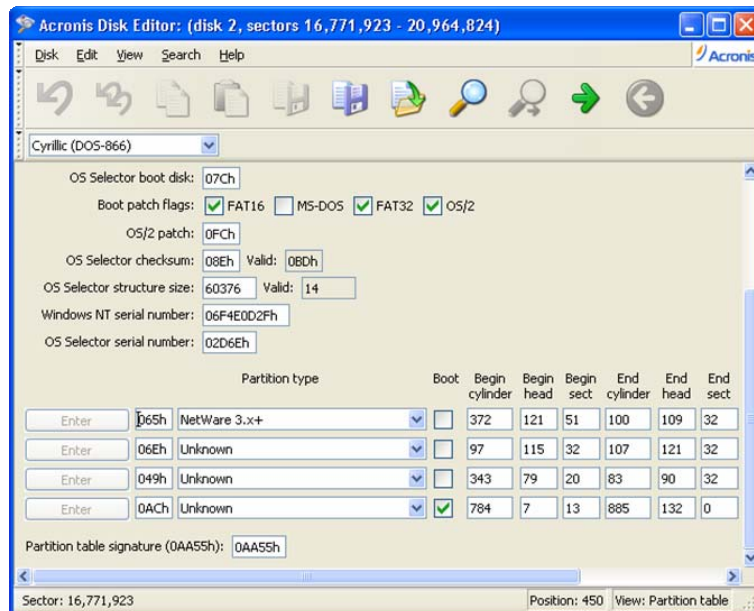 Acronis Disk Editor: (disk 2, sectors 16,771,923 - 20,964,824)
Disk Edit View Search Help
Acronis
Cyrillic (DOS-866)
OS Selector boot disk: 07Ch
Boot patch flags: FAT16 MS-DOS FAT32 OS/2
OS/2 patch: 0FCh
OS Selector checksum: 08Eh Valid: 0BDh
OS Selector structure size: 60376 Valid: 14
Windows NT serial number: 06F4E0D2Fh
OS Selector serial number: 02D6Eh
Partition type Boot Begin cylinder Begin head Begin sect End cylinder End head End sect
Enter 065h NetWare 3.x+ 372 121 51 100 109 32
Enter 06Eh Unknown 97 115 32 107 121 32
Enter 049h Unknown 343 79 20 83 90 32
Enter 0ACh Unknown 784 7 13 885 132 0
Partition table signature (0AA55h): 0AA55h
Sector: 16,771,923 Position: 450 View: Partition table